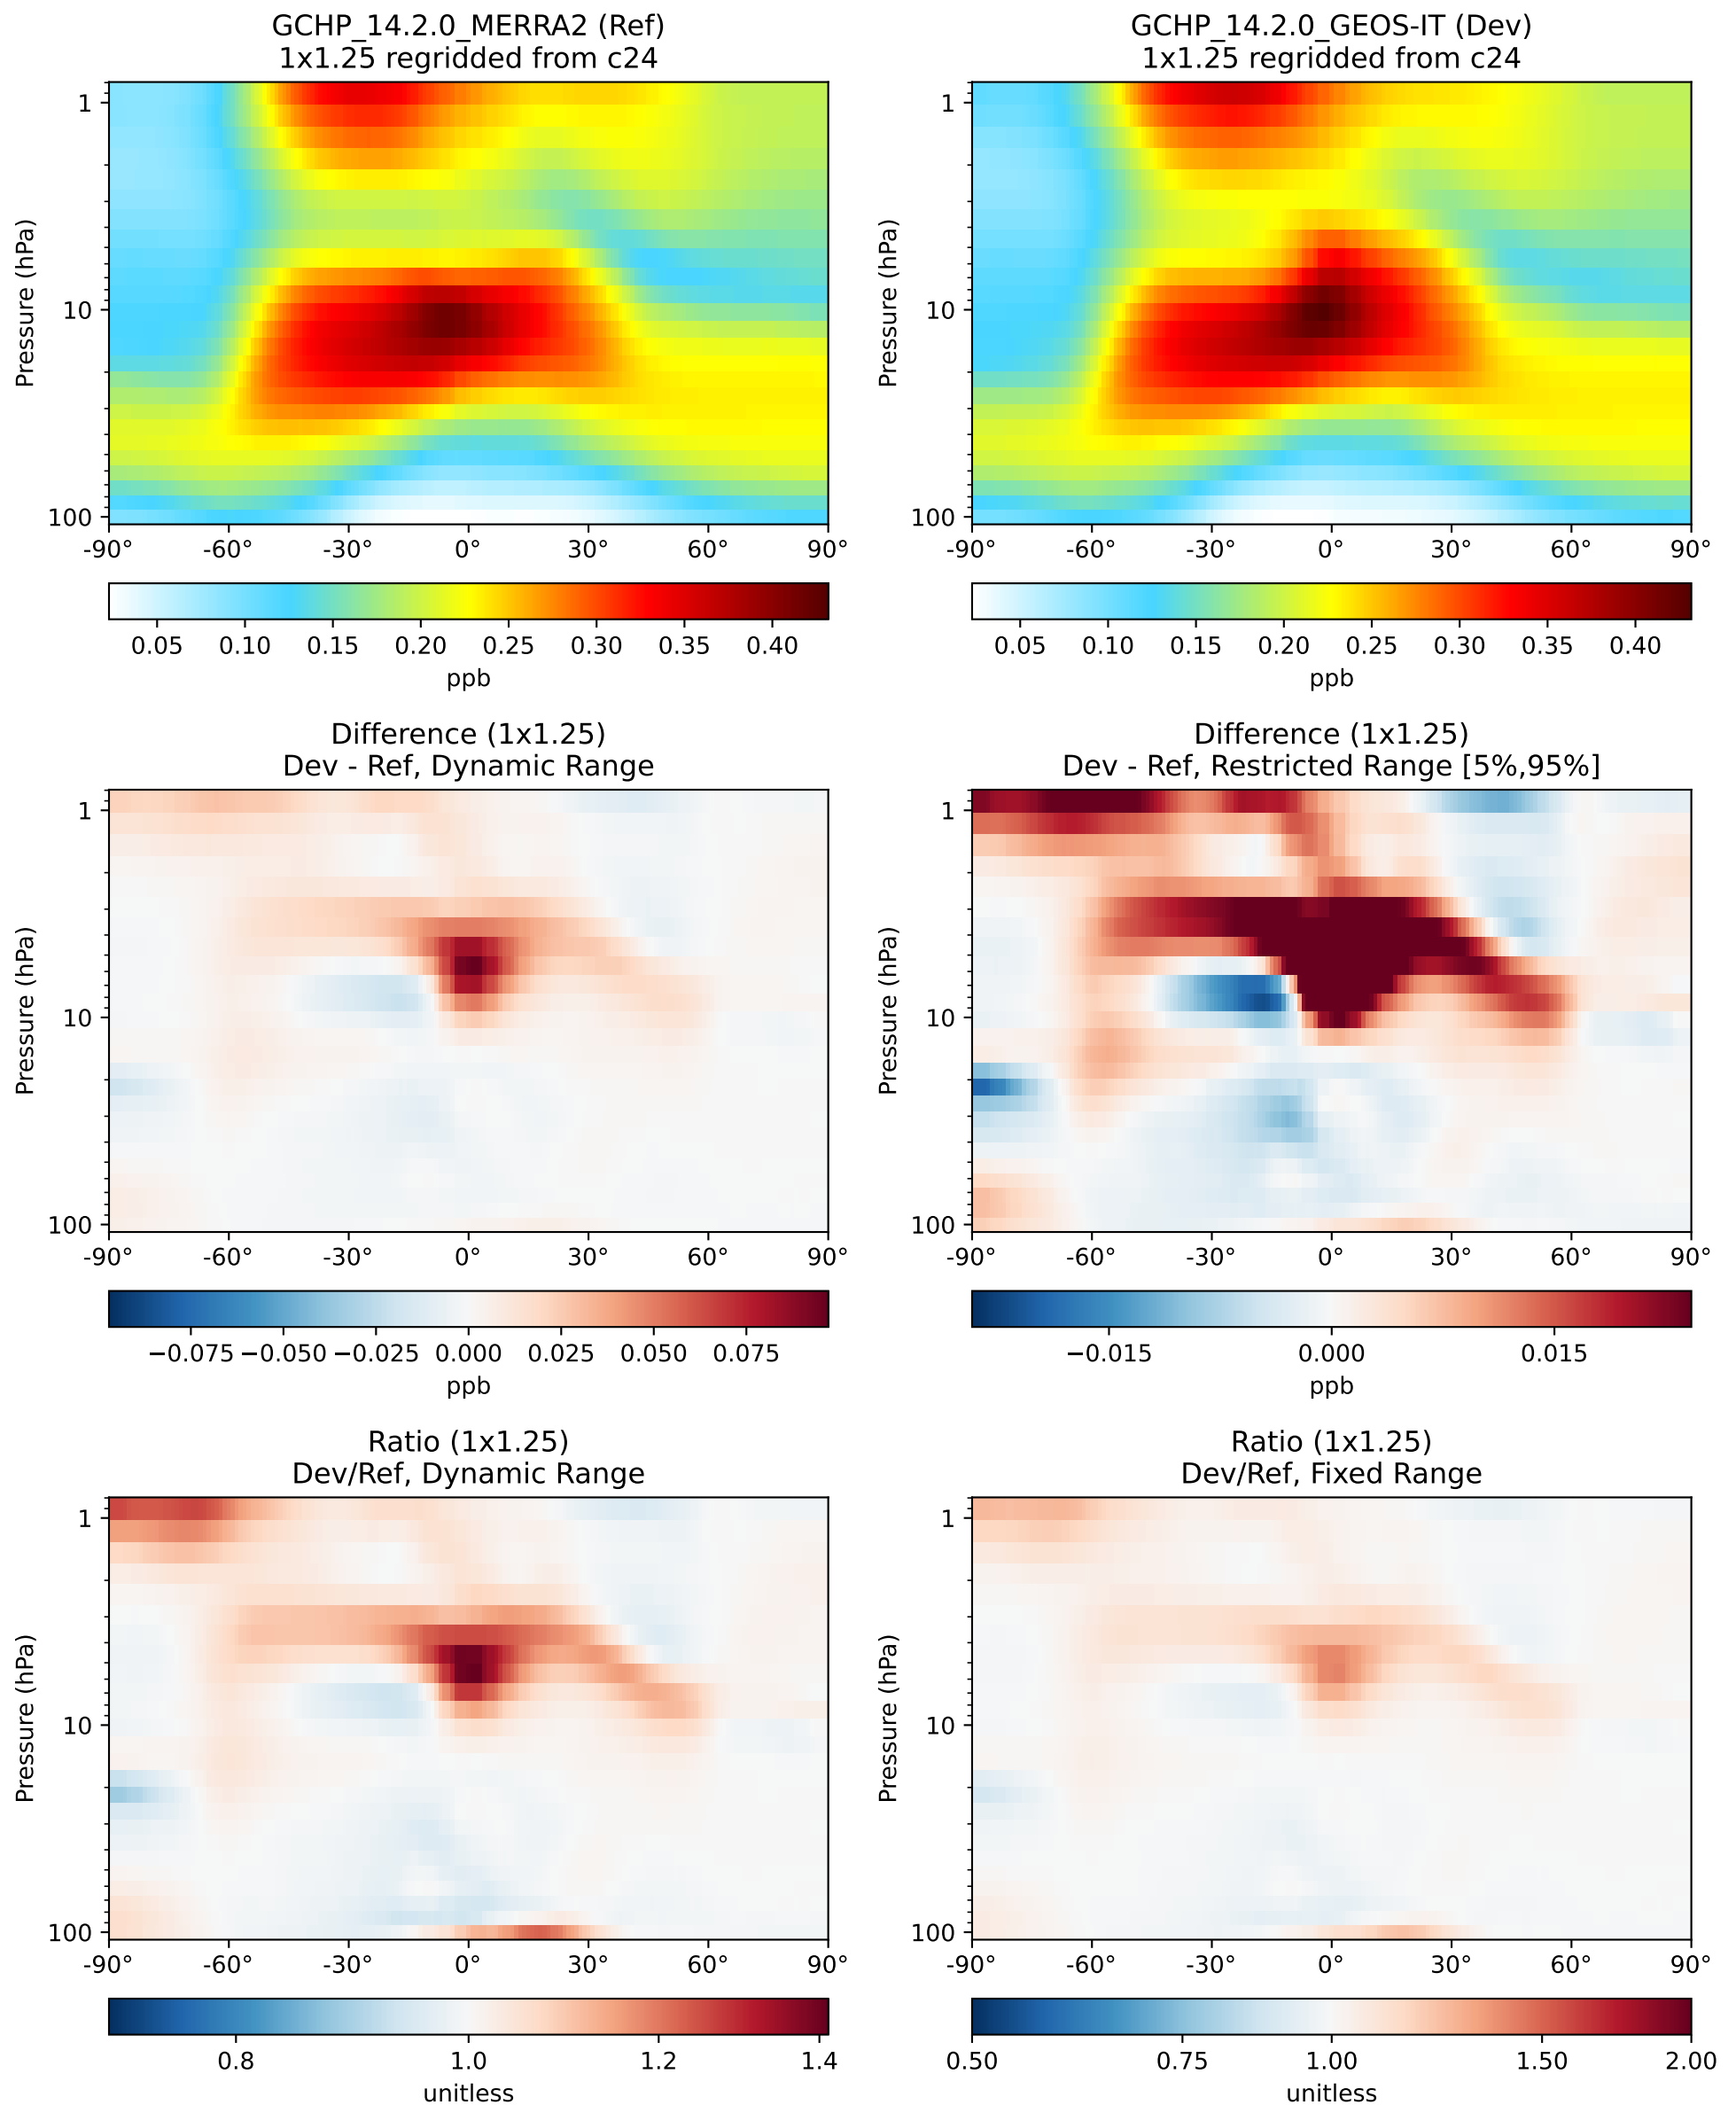 GCHP_14.2.0_MERRA2 (Ref)
1x1.25 regridded from c24
Pressure (hPa)
1
10
100
-90° -60° -30° 0° 30° 60° 90°
0.05 0.10 0.15 0.20 0.25 0.30 0.35 0.40
ppb
GCHP_14.2.0_GEOS-IT (Dev)
1x1.25 regridded from c24
Pressure (hPa)
1
10
100
-90° -60° -30° 0° 30° 60° 90°
0.05 0.10 0.15 0.20 0.25 0.30 0.35 0.40
ppb
Difference (1x1.25)
Dev - Ref, Dynamic Range
Pressure (hPa)
1
10
100
-90° -60° -30° 0° 30° 60° 90°
−0.075 −0.050 −0.025 0.000 0.025 0.050 0.075
ppb
Difference (1x1.25)
Dev - Ref, Restricted Range [5%,95%]
Pressure (hPa)
1
10
100
-90° -60° -30° 0° 30° 60° 90°
−0.015 0.000 0.015
ppb
Ratio (1x1.25)
Dev/Ref, Dynamic Range
Pressure (hPa)
1
10
100
-90° -60° -30° 0° 30° 60° 90°
0.8 1.0 1.2 1.4
unitless
Ratio (1x1.25)
Dev/Ref, Fixed Range
Pressure (hPa)
1
10
100
-90° -60° -30° 0° 30° 60° 90°
0.50 0.75 1.00 1.50 2.00
unitless